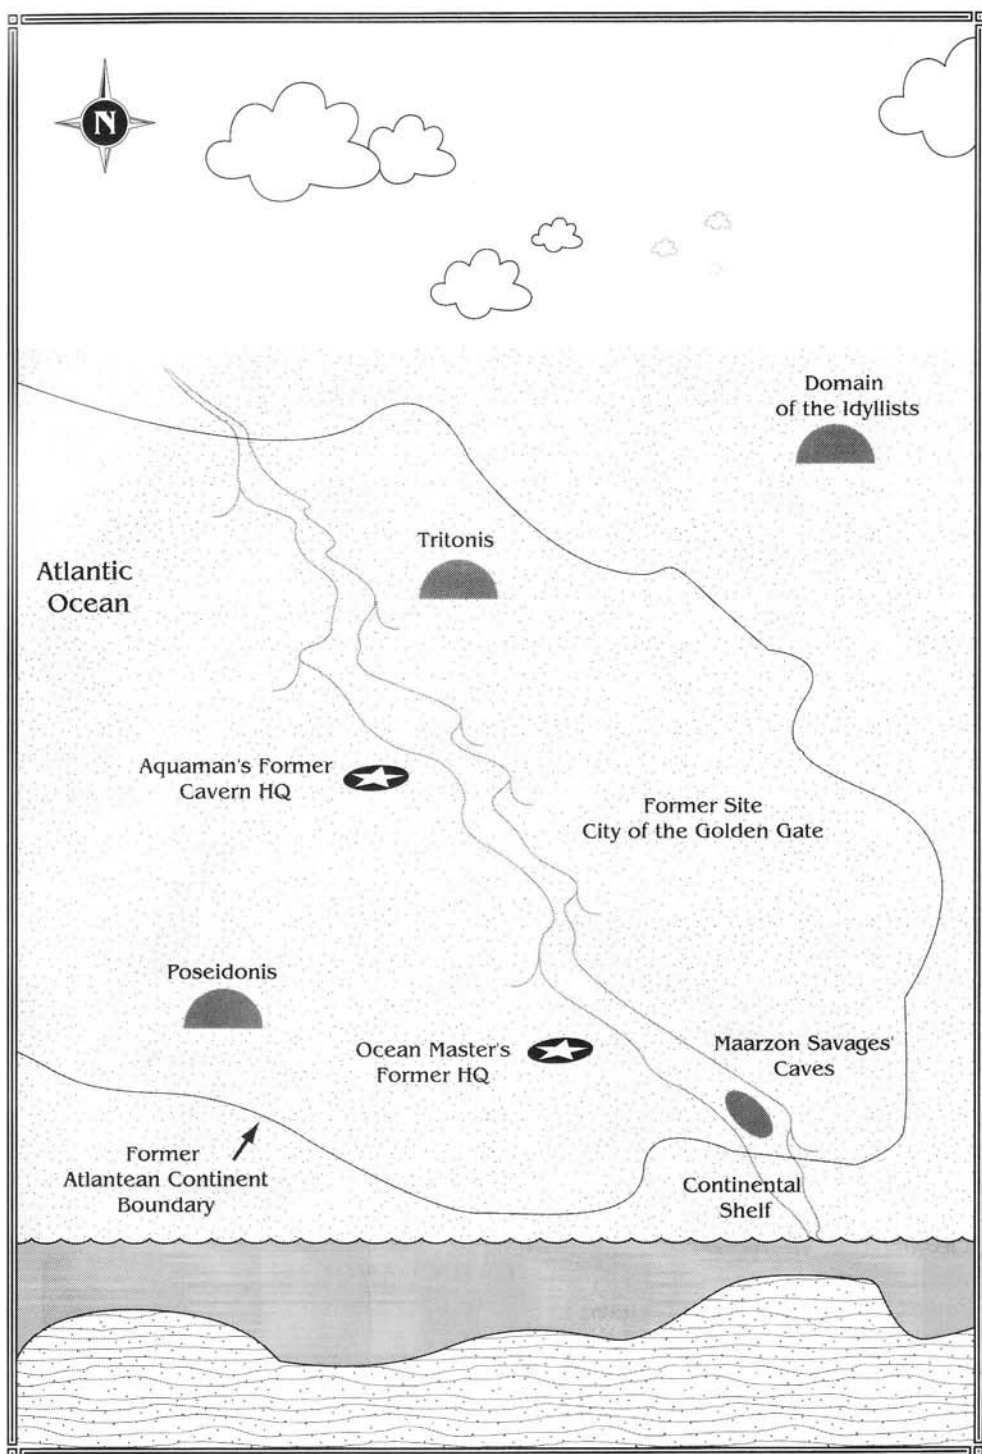 N
Domain
of the Idyllists
Tritonis
Atlantic
Ocean
Aquaman's Former
Cavern HQ
Former Site
City of the Golden Gate
Poseidonis
Ocean Master's
Former HQ
Maarzon Savages'
Caves
Former
Atlantean Continent
Boundary
Continental
Shelf